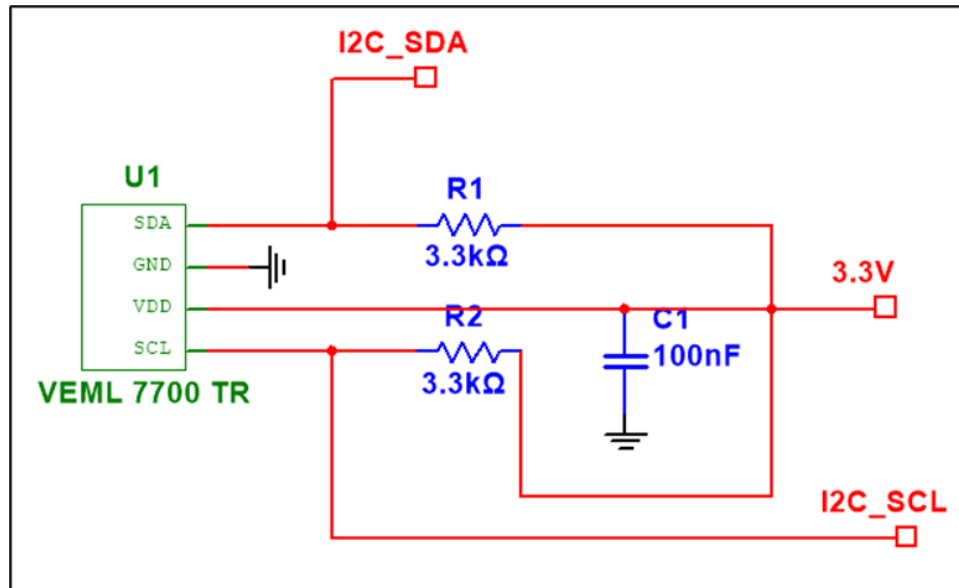 I2C_SDA
U1
R1
SDA
3.3kΩ
GND
3.3V
VDD
R2
C1
SCL
100nF
3.3kΩ
VEML 7700 TR
I2C_SCL